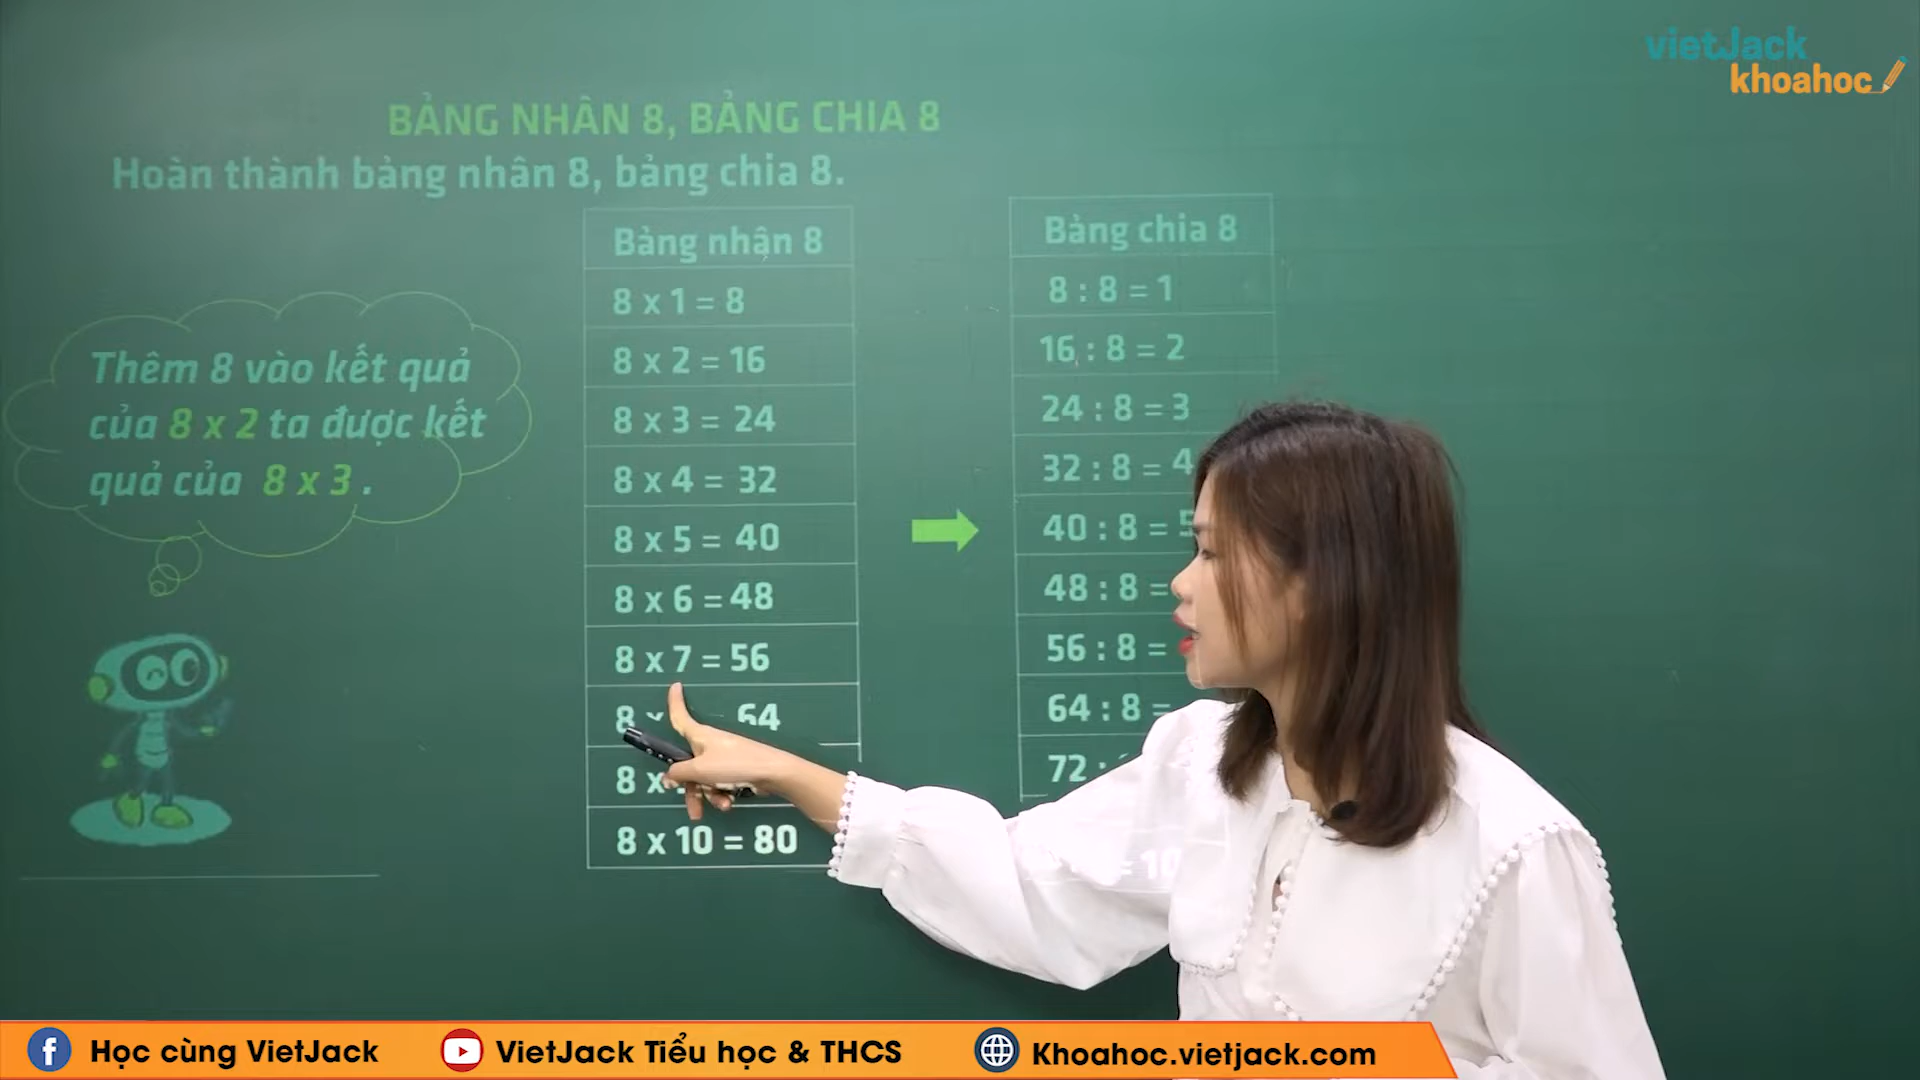 vietJack
khoahoc
BẢNG NHÂN 8, BẢNG CHIA 8
Hoàn thành bảng nhân 8, bảng chia 8.
Thêm 8 vào kết quả
của 8 x 2 ta được kết
quả của 8 x 3 .
Bảng nhân 8
8 x 1 = 8
8 x 2 = 16
8 x 3 = 24
8 x 4 = 32
8 x 5 = 40
8 x 6 = 48
8 x 7 = 56
8 x 64
8 x
8 x 10 = 80
Bảng chia 8
8 : 8 = 1
16 : 8 = 2
24 : 8 = 3
32 : 8 = 4
40 : 8 = 5
48 : 8 =
56 : 8 =
64 : 8 =
72 :
= 10
Học cùng VietJack
VietJack Tiểu học & THCS
Khoahoc.vietjack.com